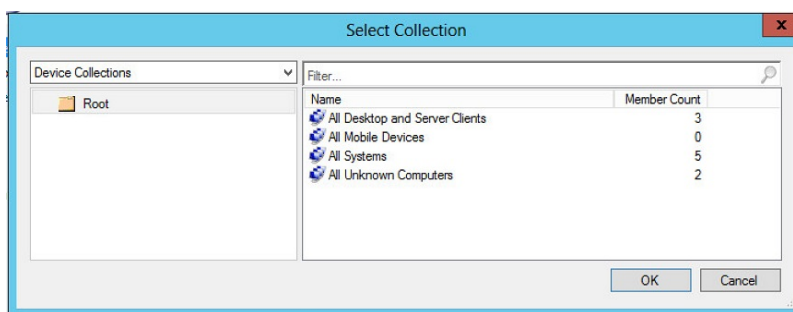 Select Collection
x
Device Collections
Filter...
Root
Name Member Count
All Desktop and Server Clients 3
All Mobile Devices 0
All Systems 5
All Unknown Computers 2
OK Cancel